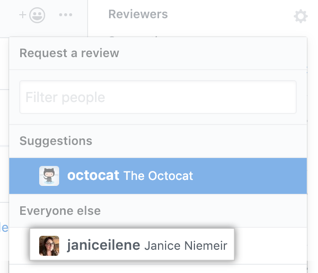 Reviewers
Request a review
Filter people
Suggestions
octocat The Octocat
Everyone else
janiceilene Janice Niemeir